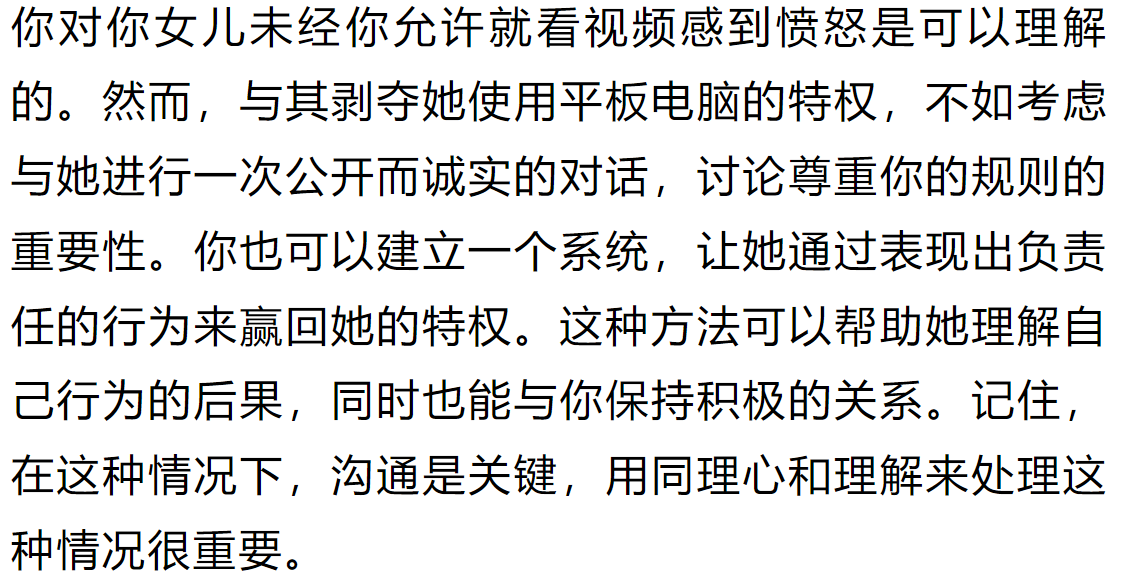 你对你女儿未经你允许就看视频感到愤怒是可以理解
的。然而，与其剥夺她使用平板电脑的特权，不如考虑
与她进行一次公开而诚实的对话，讨论尊重你的规则的
重要性。你也可以建立一个系统，让她通过表现出负责
任的行为来赢回她的特权。这种方法可以帮助她理解自
己行为的后果，同时也能与你保持积极的关系。记住，
在这种情况下，沟通是关键，用同理心和理解来处理这
种情况很重要。